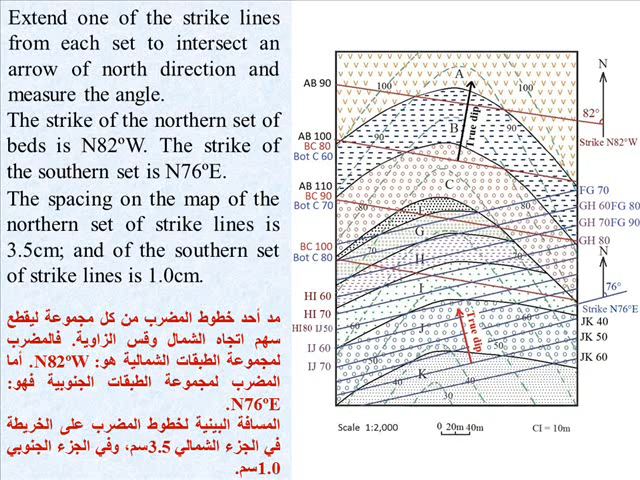 Extend one of the strike lines
from each set to intersect an
arrow of north direction and
measure the angle.
The strike of the northern set of
beds is N82ºW. The strike of
the southern set is N76ºE.
The spacing on the map of the
northern set of strike lines is
3.5cm; and of the southern set
of strike lines is 1.0cm.
مد أحد خطوط المضرب من كل مجموعة ليقطع
سهم اتجاه الشمال وقس الزاوية. فالمضرب
لمجموعة الطبقات الشمالية هو: N82ºW. أما
المضرب لمجموعة الطبقات الجنوبية فهو:
N76ºE.
المسافة البينية لخطوط المضرب على الخريطة
في الجزء الشمالي 3.5سم، وفي الجزء الجنوبي
1.0سم.
AB 90
AB 100
BC 80
Bot C 60
AB 110
BC 90
Bot C 70
BC 100
Bot C 80
HI 60
HI 70
HI 80 IJ 50
IJ 60
IJ 70
A
100
100
B
True dip
90
90
C
80
80
G
70
70
H
I
60
60
50
50
J
True dip
K
40
40
30
N
82°
Strike N82°W
FG 70
GH 60 FG 80
GH 70 FG 90
GH 80
N
76°
Strike N76°E
JK 40
JK 50
JK 60
Scale 1:2,000
0 20m 40m
CI = 10m